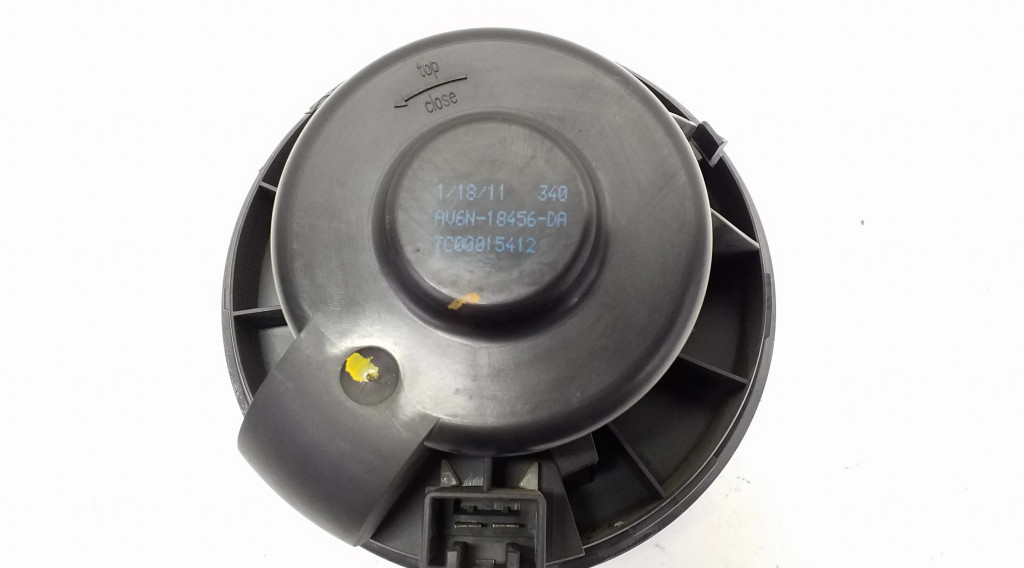 top
close
1/18/11 340
AV6N-18456-DA
TC00015412